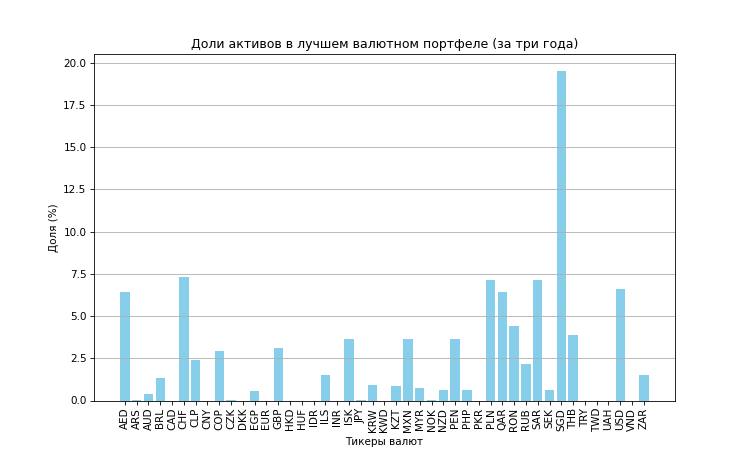 Доли активов в лучшем валютном портфеле (за три года)
20.0
17.5
15.0
12.5
10.0
7.5
5.0
2.5
0.0
Доля (%)
AED ARS AUD BRL CAD CHF CLP CNY COP CZK DKK EGP EUR GBP HKD HUF IDR ILS INR ISK JPY KRW KWD KZT MXN MYR NOK NZD PEN PHP PKR PLN QAR RON RUB SAR SEK SGD THB TRY TWD UAH USD VND ZAR
Тикеры валют